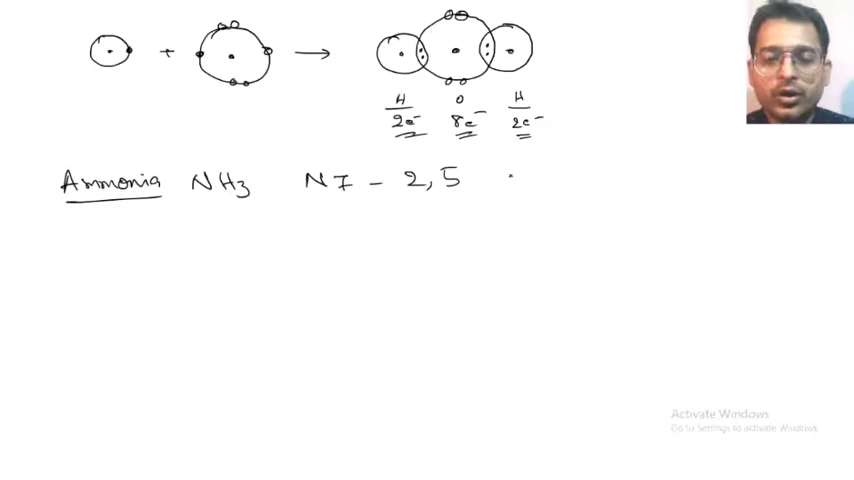 + →
H O H
2e⁻ 8e⁻ 2e⁻
Ammonia NH₃ N 7 - 2, 5
Activate Windows
Go to Settings to activate Windows.